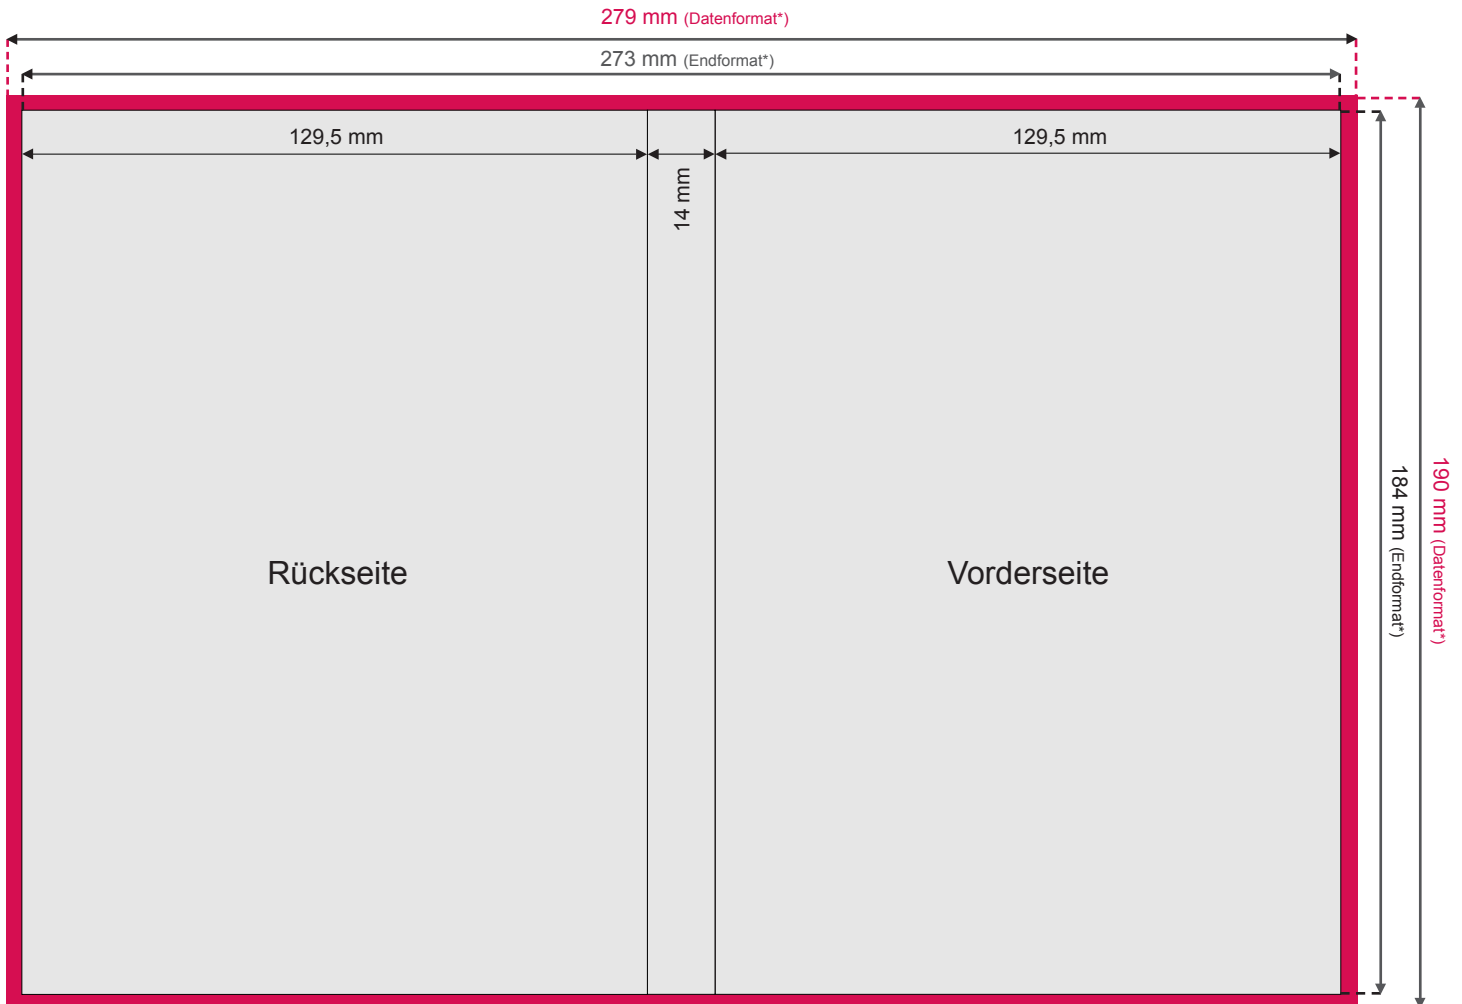 279 mm (Datenformat*)
273 mm (Endformat*)
129,5 mm
129,5 mm
14 mm
190 mm (Datenformat*)
184 mm (Endformat*)
Rückseite
Vorderseite